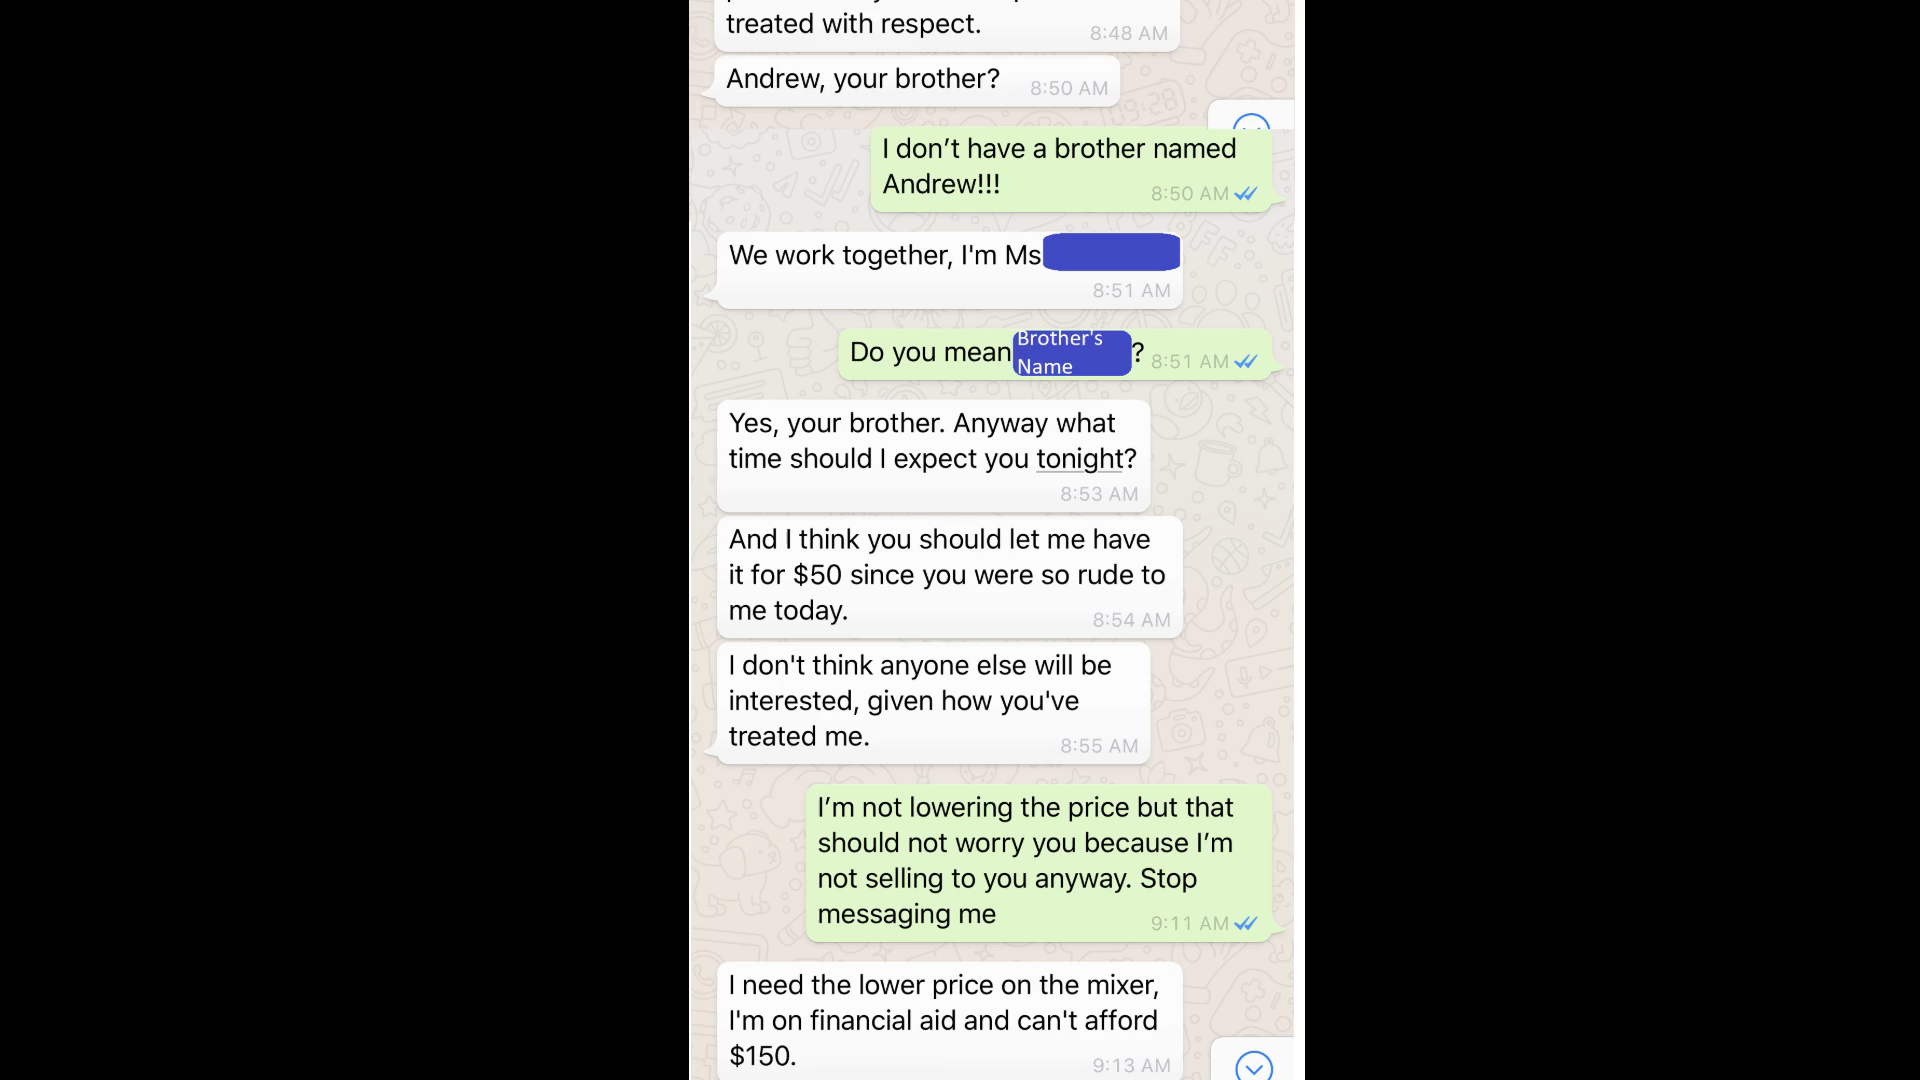 treated with respect.
8:48 AM
Andrew, your brother?
8:50 AM
I don’t have a brother named
Andrew!!!
8:50 AM
We work together, I'm Ms
8:51 AM
Do you mean Brother's
Name
?
8:51 AM
Yes, your brother. Anyway what
time should I expect you tonight?
8:53 AM
And I think you should let me have
it for $50 since you were so rude to
me today.
8:54 AM
I don't think anyone else will be
interested, given how you've
treated me.
8:55 AM
I’m not lowering the price but that
should not worry you because I’m
not selling to you anyway. Stop
messaging me
9:11 AM
I need the lower price on the mixer,
I'm on financial aid and can't afford
$150.
9:13 AM